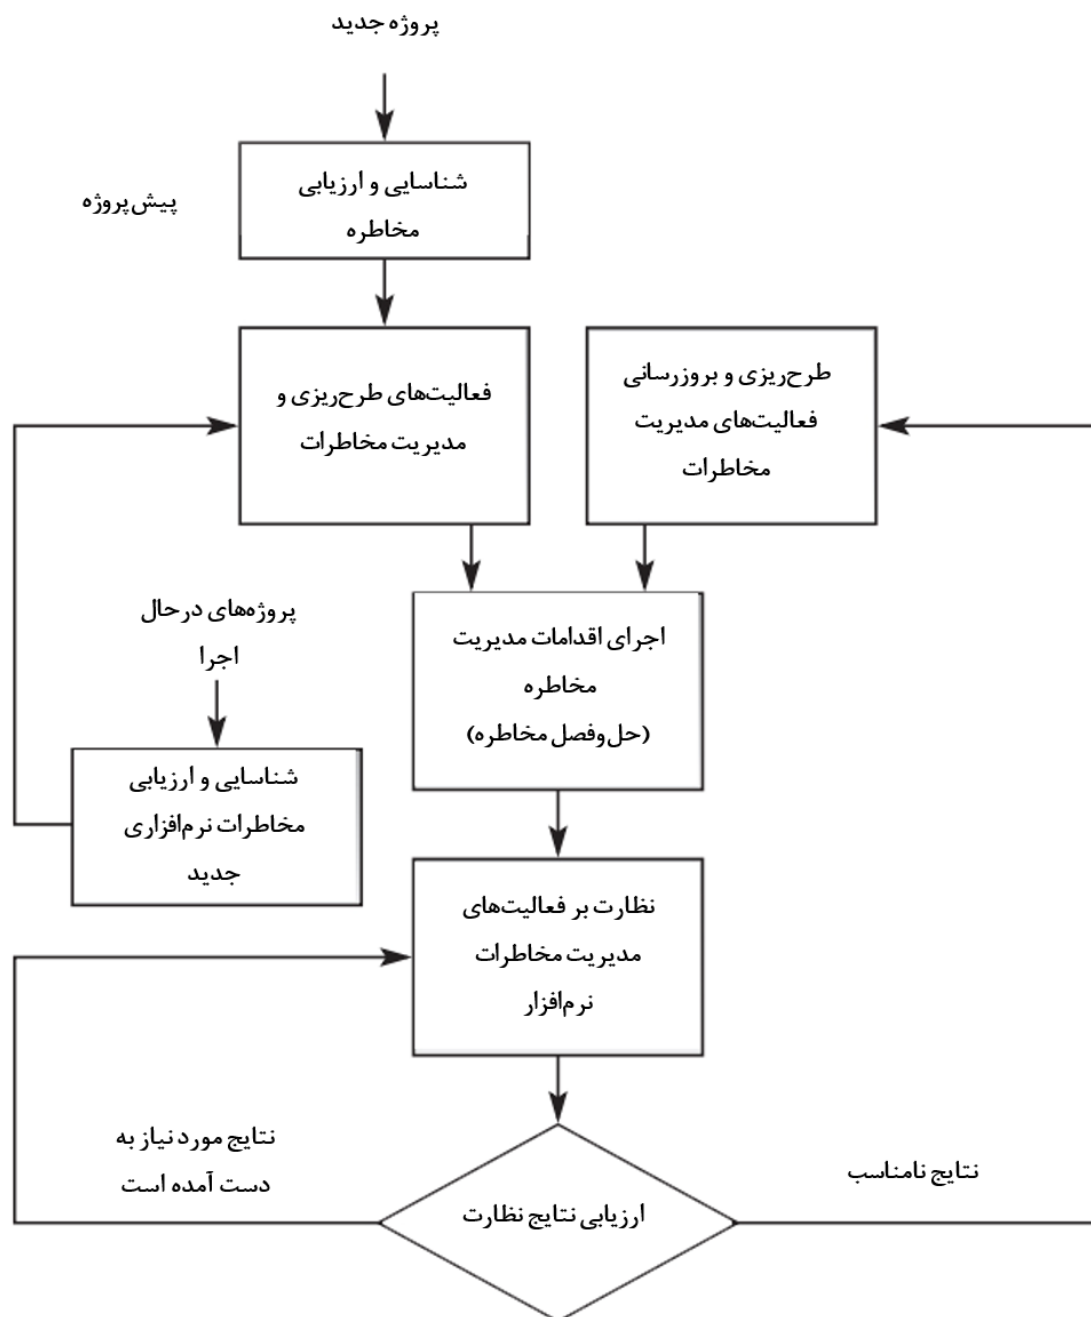 پروژه جدید
شناسایی و ارزیابی
مخاطره
پیش‌پروژه
فعالیت‌های طرح‌ریزی و
مدیریت مخاطرات
طرح‌ریزی و بروزرسانی
فعالیت‌های مدیریت
مخاطرات
پروژه‌های درحال
اجرا
شناسایی و ارزیابی
مخاطرات نرم‌افزاری
جدید
اجرای اقدامات مدیریت
مخاطره
(حل‌وفصل مخاطره)
نظارت بر فعالیت‌های
مدیریت مخاطرات
نرم‌افزار
نتایج مورد نیاز به
دست آمده است
ارزیابی نتایج نظارت
نتایج نامناسب